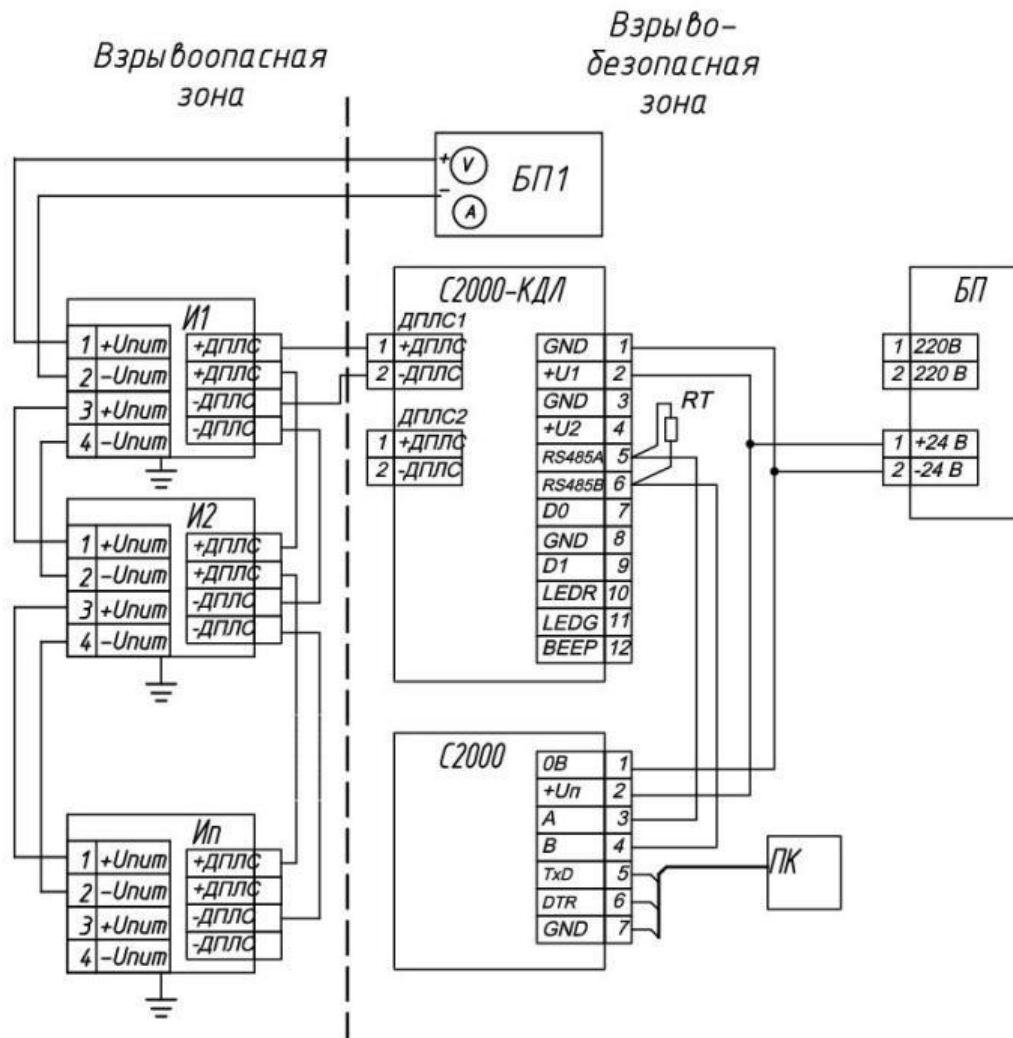 Взрывоопасная
зона
Взрыво-
безопасная
зона
+
V
-
A
БП1
И1
1 +Uпит
2 -Uпит
3 +Uпит
4 -Uпит
+ДПЛС
+ДПЛС
-ДПЛС
-ДПЛС
И2
1 +Uпит
2 -Uпит
3 +Uпит
4 -Uпит
+ДПЛС
+ДПЛС
-ДПЛС
-ДПЛС
Ип
1 +Uпит
2 -Uпит
3 +Uпит
4 -Uпит
+ДПЛС
+ДПЛС
-ДПЛС
-ДПЛС
С2000-КДЛ
ДПЛС1
1 +ДПЛС
2 -ДПЛС
ДПЛС2
1 +ДПЛС
2 -ДПЛС
GND 1
+U1 2
GND 3
+U2 4
RS485A 5
RS485B 6
D0 7
GND 8
D1 9
LEDR 10
LEDG 11
BEEP 12
RT
БП
1 220В
2 220 В
1 +24 В
2 -24 В
С2000
0В 1
+Uп 2
A 3
B 4
TxD 5
DTR 6
GND 7
ПК